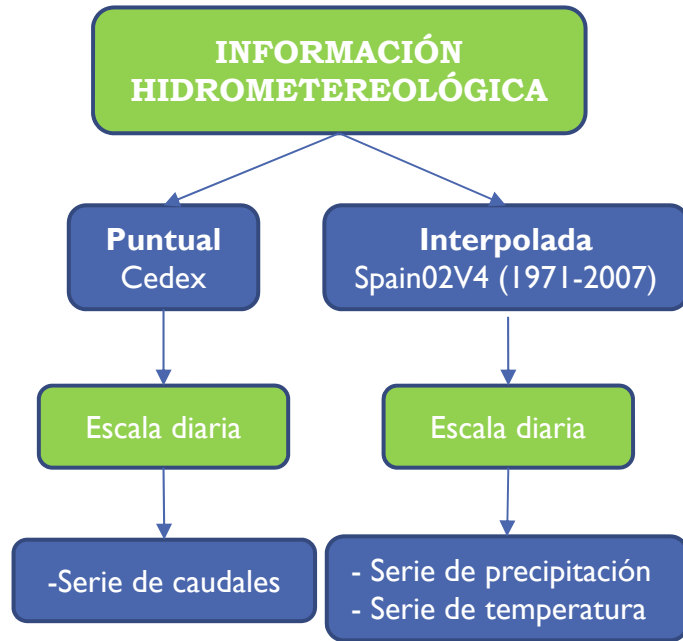 INFORMACIÓN
HIDROMETEREOLÓGICA
Puntual
Cedex
Interpolada
Spain02V4 (1971-2007)
Escala diaria
Escala diaria
-Serie de caudales
- Serie de precipitación
- Serie de temperatura